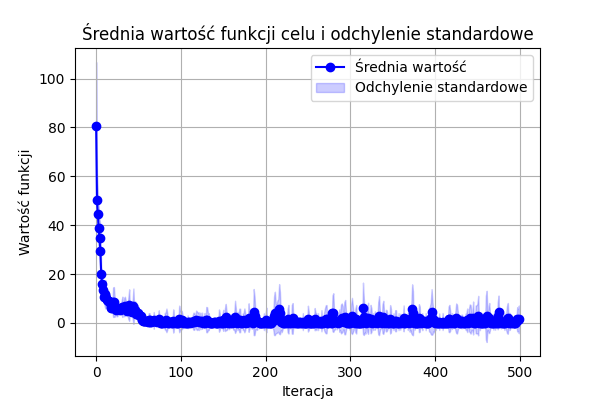 Średnia wartość funkcji celu i odchylenie standardowe
Średnia wartość
Odchylenie standardowe
Wartość funkcji
100
80
60
40
20
0
0 100 200 300 400 500
Iteracja